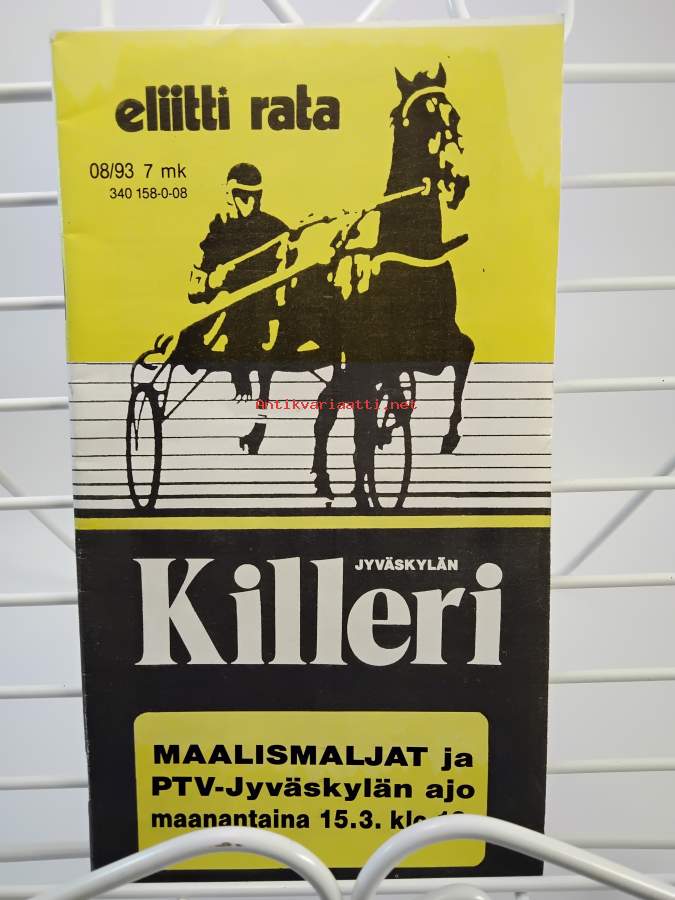 eliitti rata
08/93 7 mk
340 158-0-08
Antikvariaatti.net
JYVÄSKYLÄN
Killeri
MAALISMALJAT ja
PTV-Jyväskylän ajo
maanantaina 15.3. klo